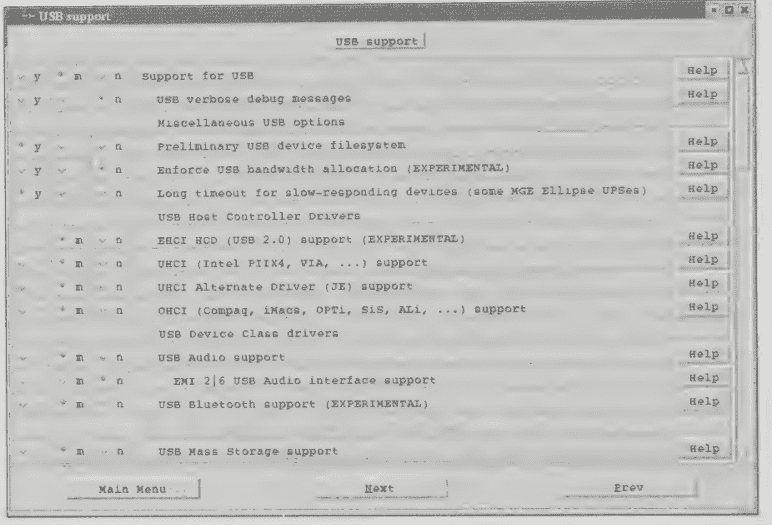 USB support
USB support
y m n Support for USB Help
y n USB verbose debug messages Help
Miscellaneous USB options
y n Preliminary USB device filesystem Help
y n Enforce USB bandwidth allocation (EXPERIMENTAL) Help
y n Long timeout for slow-responding devices (some MGE Ellipse UPSes) Help
USB Host Controller Drivers
m n EHCI HCD (USB 2.0) support (EXPERIMENTAL) Help
m n UHCI (Intel PIIX4, VIA, ...) support Help
m n UHCI Alternate Driver (JE) support Help
m n OHCI (Compaq, iMacs, OPTi, SiS, ALi, ...) support Help
USB Device Class drivers
m n USB Audio support Help
m n EMI 2|6 USB Audio interface support Help
m n USB Bluetooth support (EXPERIMENTAL) Help
m n USB Mass Storage support Help
Main Menu Next Prev